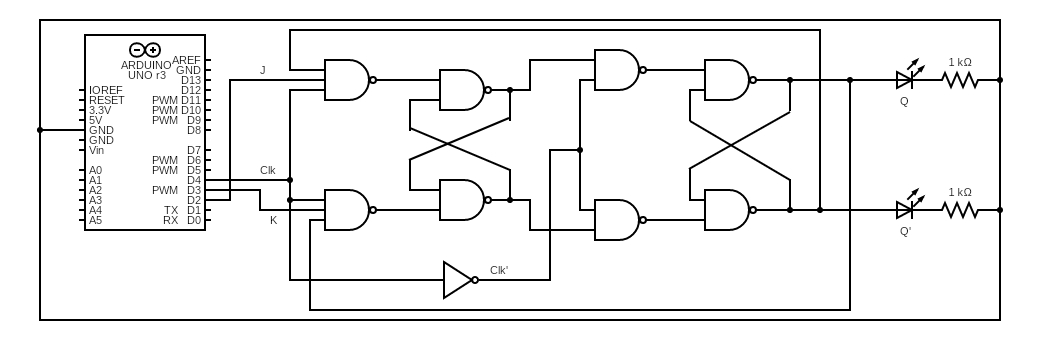 ARDUINO
UNO r3
AREF
GND
D13
IOREF D12
RESET PWM D11
3.3V PWM D10
5V PWM D9
GND D8
GND
Vin D7
PWM D6
A0 PWM D5
A1 D4
A2 PWM D3
A3 D2
A4 TX D1
A5 RX D0
J
Clk
K
Clk'
1 kΩ
Q
1 kΩ
Q'